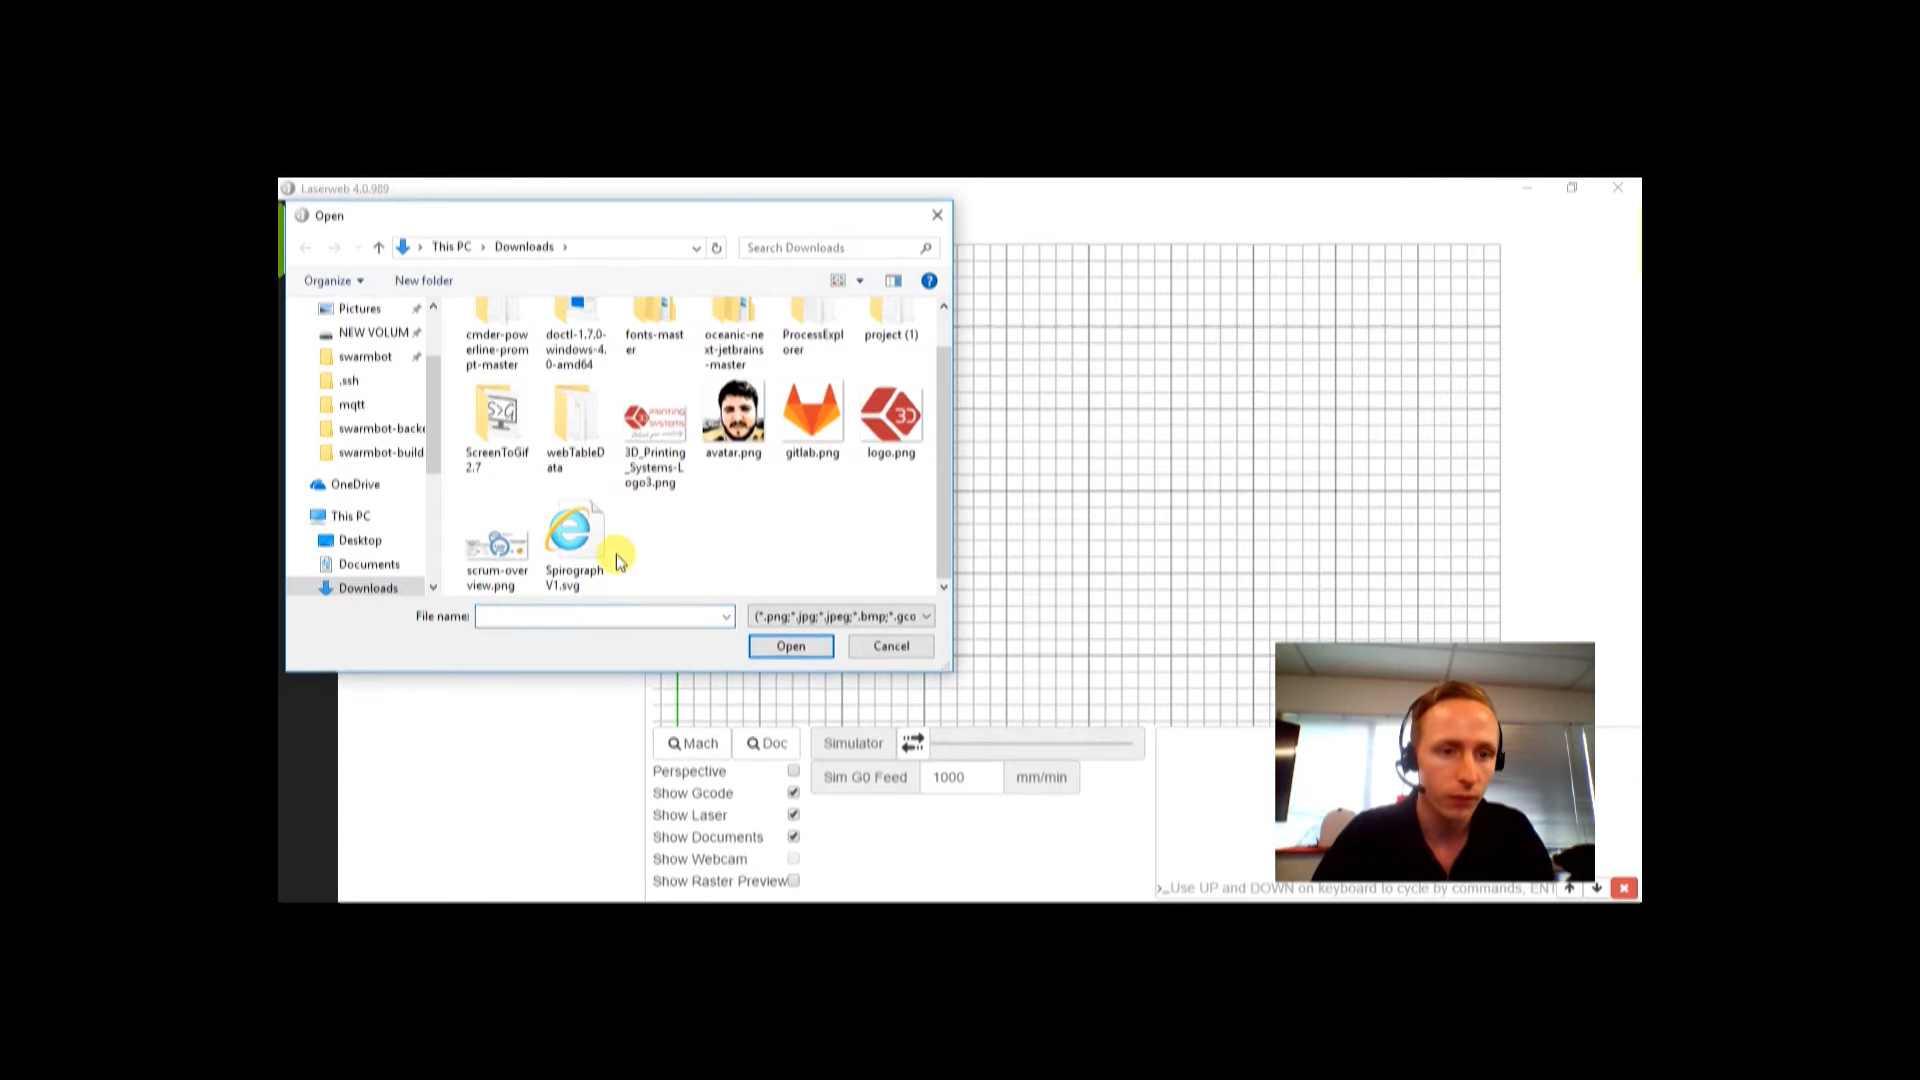 Laserweb 4.0.989
Open
This PC > Downloads >
Search Downloads
Organize
New folder
Pictures
NEW VOLUM
swarmbot
.ssh
mqtt
swarmbot-backe
swarmbot-build
OneDrive
This PC
Desktop
Documents
Downloads
cmder-pow
erline-prom
pt-master
doctl-1.7.0-
windows-4.
0-amd64
fonts-mast
er
oceanic-ne
xt-jetbrains
-master
ProcessExpl
orer
project (1)
ScreenToGif
2.7
webTableD
ata
3D_Printing
_Systems-L
ogo3.png
avatar.png
gitlab.png
logo.png
scrum-over
view.png
Spirograph
V1.svg
File name:
(*.png;*.jpg;*.jpeg;*.bmp;*.gco
Open
Cancel
Mach
Doc
Simulator
Perspective
Show Gcode
Show Laser
Show Documents
Show Webcam
Show Raster Preview
Sim G0 Feed
1000
mm/min
>_Use UP and DOWN on keyboard to cycle by commands, ENT